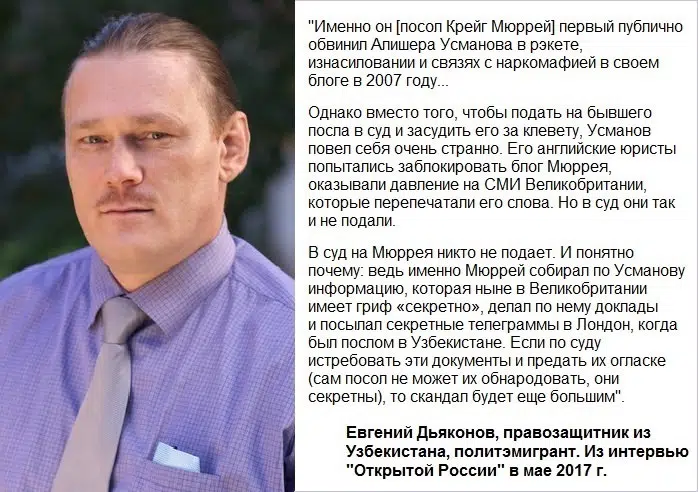 "Именно он [посол Крейг Мюррей] первый публично
обвинил Алишера Усманова в рэкете,
изнасиловании и связях с наркомафией в своем
блоге в 2007 году...
Однако вместо того, чтобы подать на бывшего
посла в суд и засудить его за клевету, Усманов
повел себя очень странно. Его английские юристы
попытались заблокировать блог Мюррея,
оказывали давление на СМИ Великобритании,
которые перепечатали его слова. Но в суд они так
и не подали.
В суд на Мюррея никто не подает. И понятно
почему: ведь именно Мюррей собирал по Усманову
информацию, которая ныне в Великобритании
имеет гриф «секретно», делал по нему доклады
и посылал секретные телеграммы в Лондон, когда
был послом в Узбекистане. Если по суду
истребовать эти документы и предать их огласке
(сам посол не может их обнародовать, они
секретны), то скандал будет еще большим".
Евгений Дьяконов, правозащитник из
Узбекистана, политэмигрант. Из интервью
"Открытой России" в мае 2017 г.